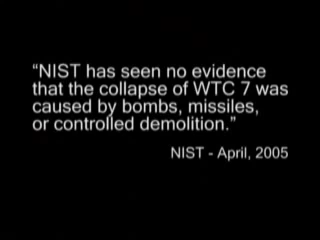 “NIST has seen no evidence
that the collapse of WTC 7 was
caused by bombs, missiles,
or controlled demolition.”
NIST - April, 2005